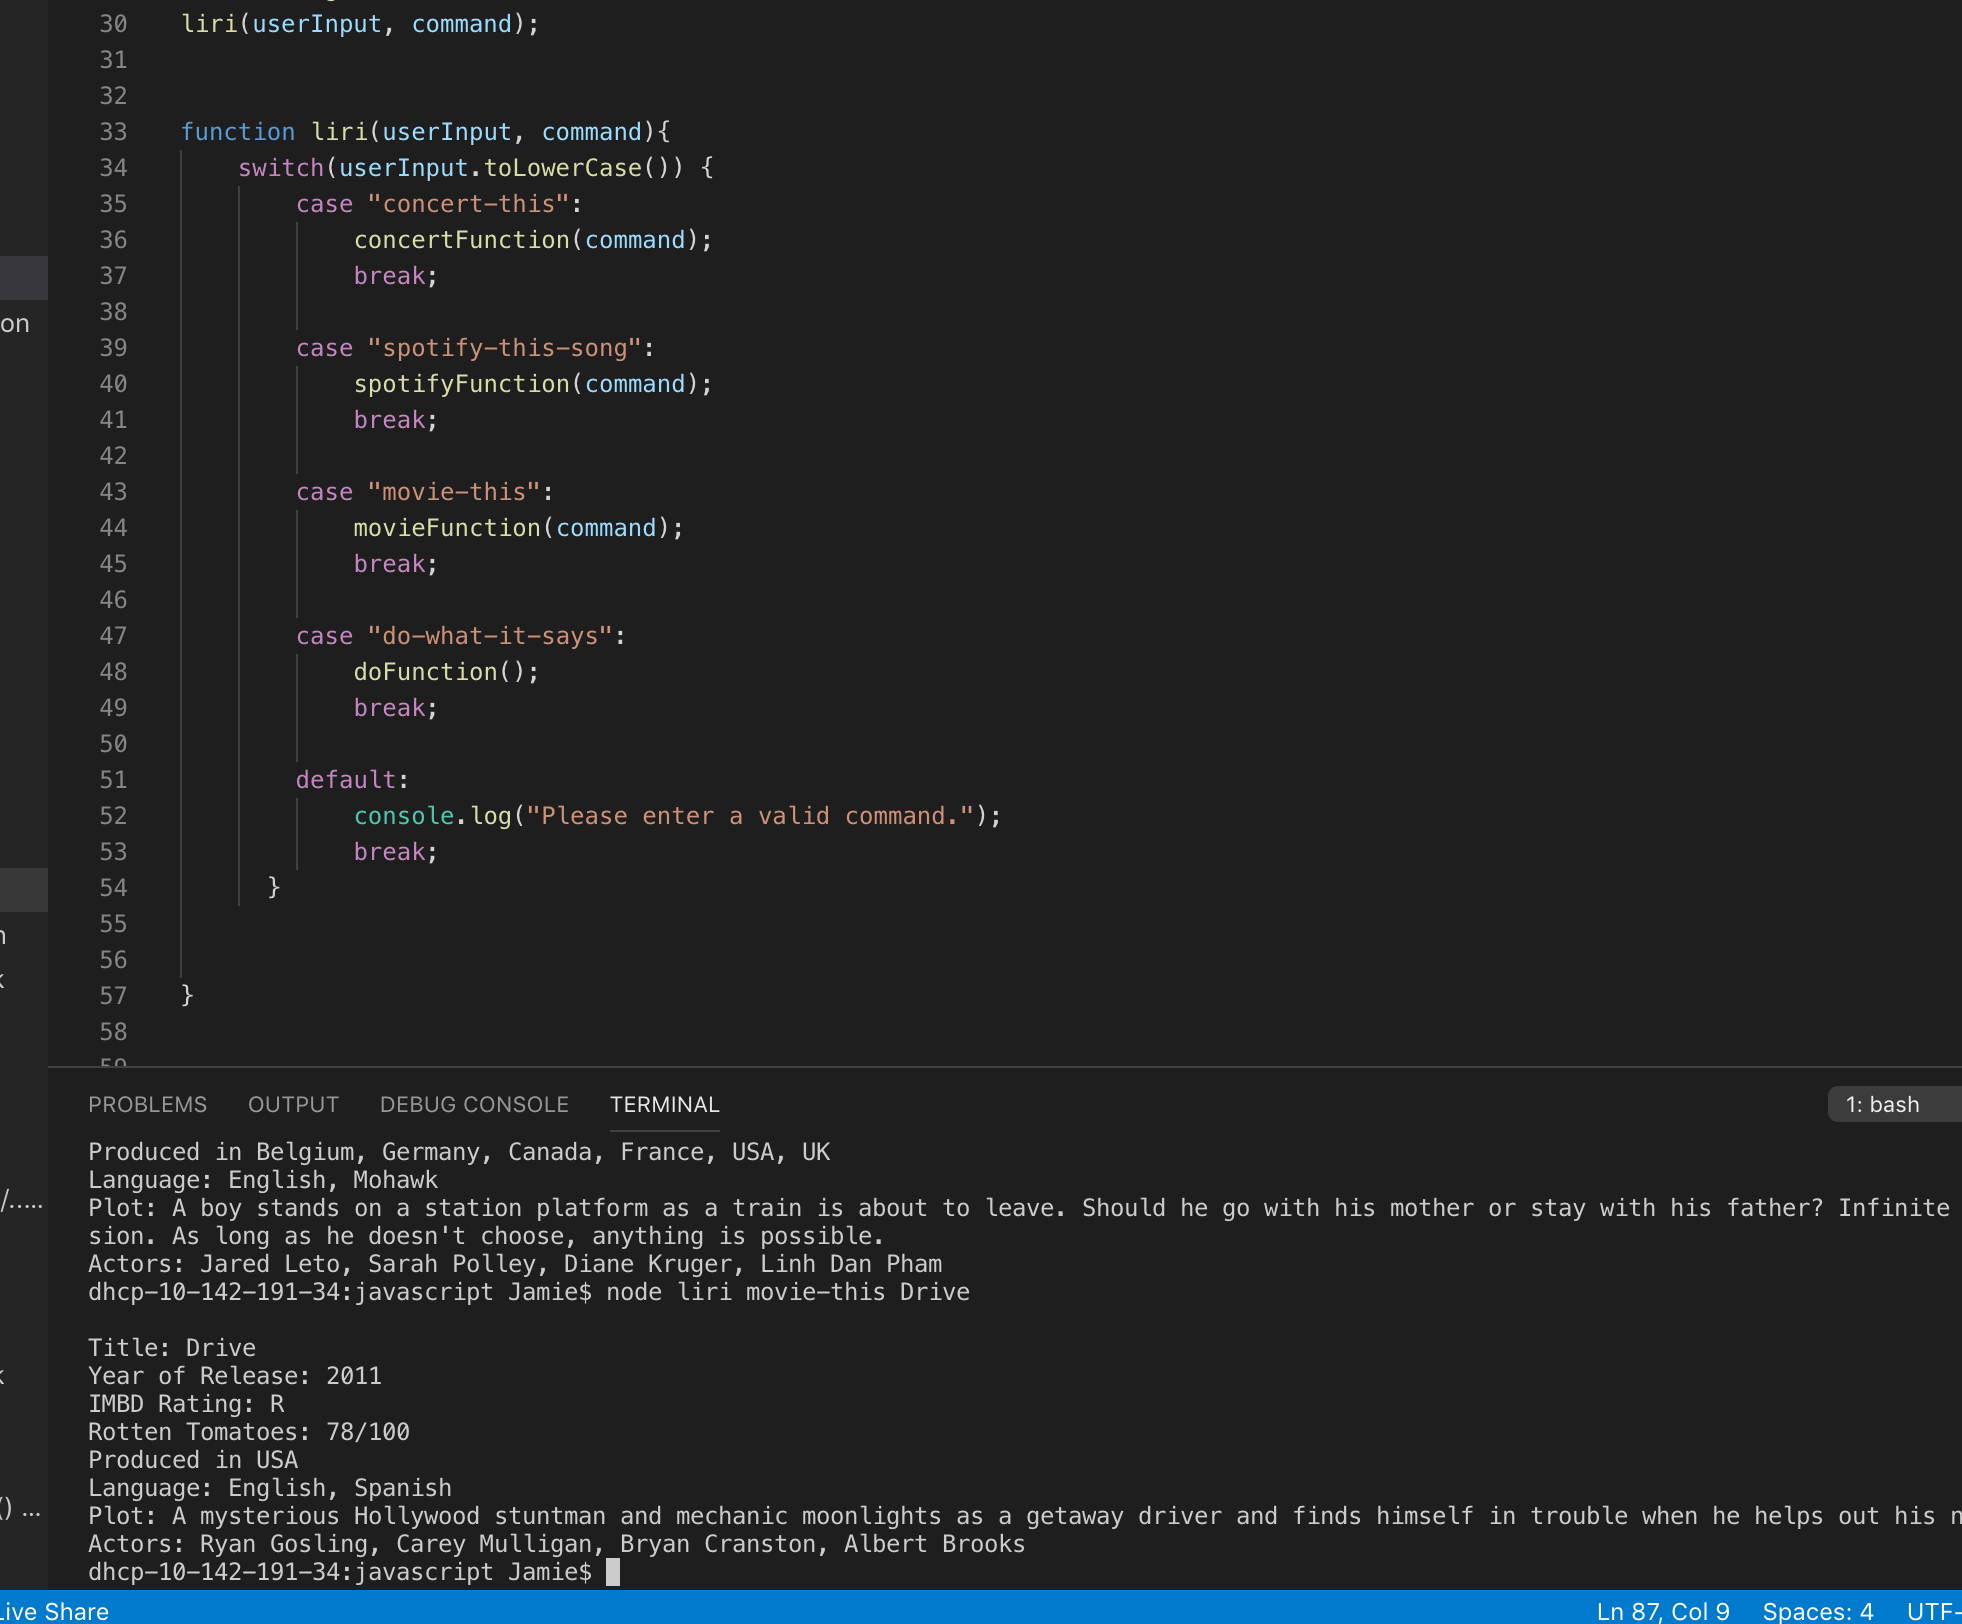 30 liri(userInput, command);
31
32
33 function liri(userInput, command){
34 switch(userInput.toLowerCase()) {
35 case "concert-this":
36 concertFunction(command);
37 break;
38
on
39 case "spotify-this-song":
40 spotifyFunction(command);
41 break;
42
43 case "movie-this":
44 movieFunction(command);
45 break;
46
47 case "do-what-it-says":
48 doFunction();
49 break;
50
51 default:
52 console.log("Please enter a valid command.");
53 break;
54 }
55
56
57 }
58
59
PROBLEMS OUTPUT DEBUG CONSOLE TERMINAL 1: bash
Produced in Belgium, Germany, Canada, France, USA, UK
Language: English, Mohawk
/.....
Plot: A boy stands on a station platform as a train is about to leave. Should he go with his mother or stay with his father? Infinite
sion. As long as he doesn't choose, anything is possible.
Actors: Jared Leto, Sarah Polley, Diane Kruger, Linh Dan Pham
dhcp-10-142-191-34:javascript Jamie$ node liri movie-this Drive
Title: Drive
Year of Release: 2011
IMBD Rating: R
Rotten Tomatoes: 78/100
Produced in USA
Language: English, Spanish
() ...
Plot: A mysterious Hollywood stuntman and mechanic moonlights as a getaway driver and finds himself in trouble when he helps out his n
Actors: Ryan Gosling, Carey Mulligan, Bryan Cranston, Albert Brooks
dhcp-10-142-191-34:javascript Jamie$
Live Share Ln 87, Col 9 Spaces: 4 UTF-